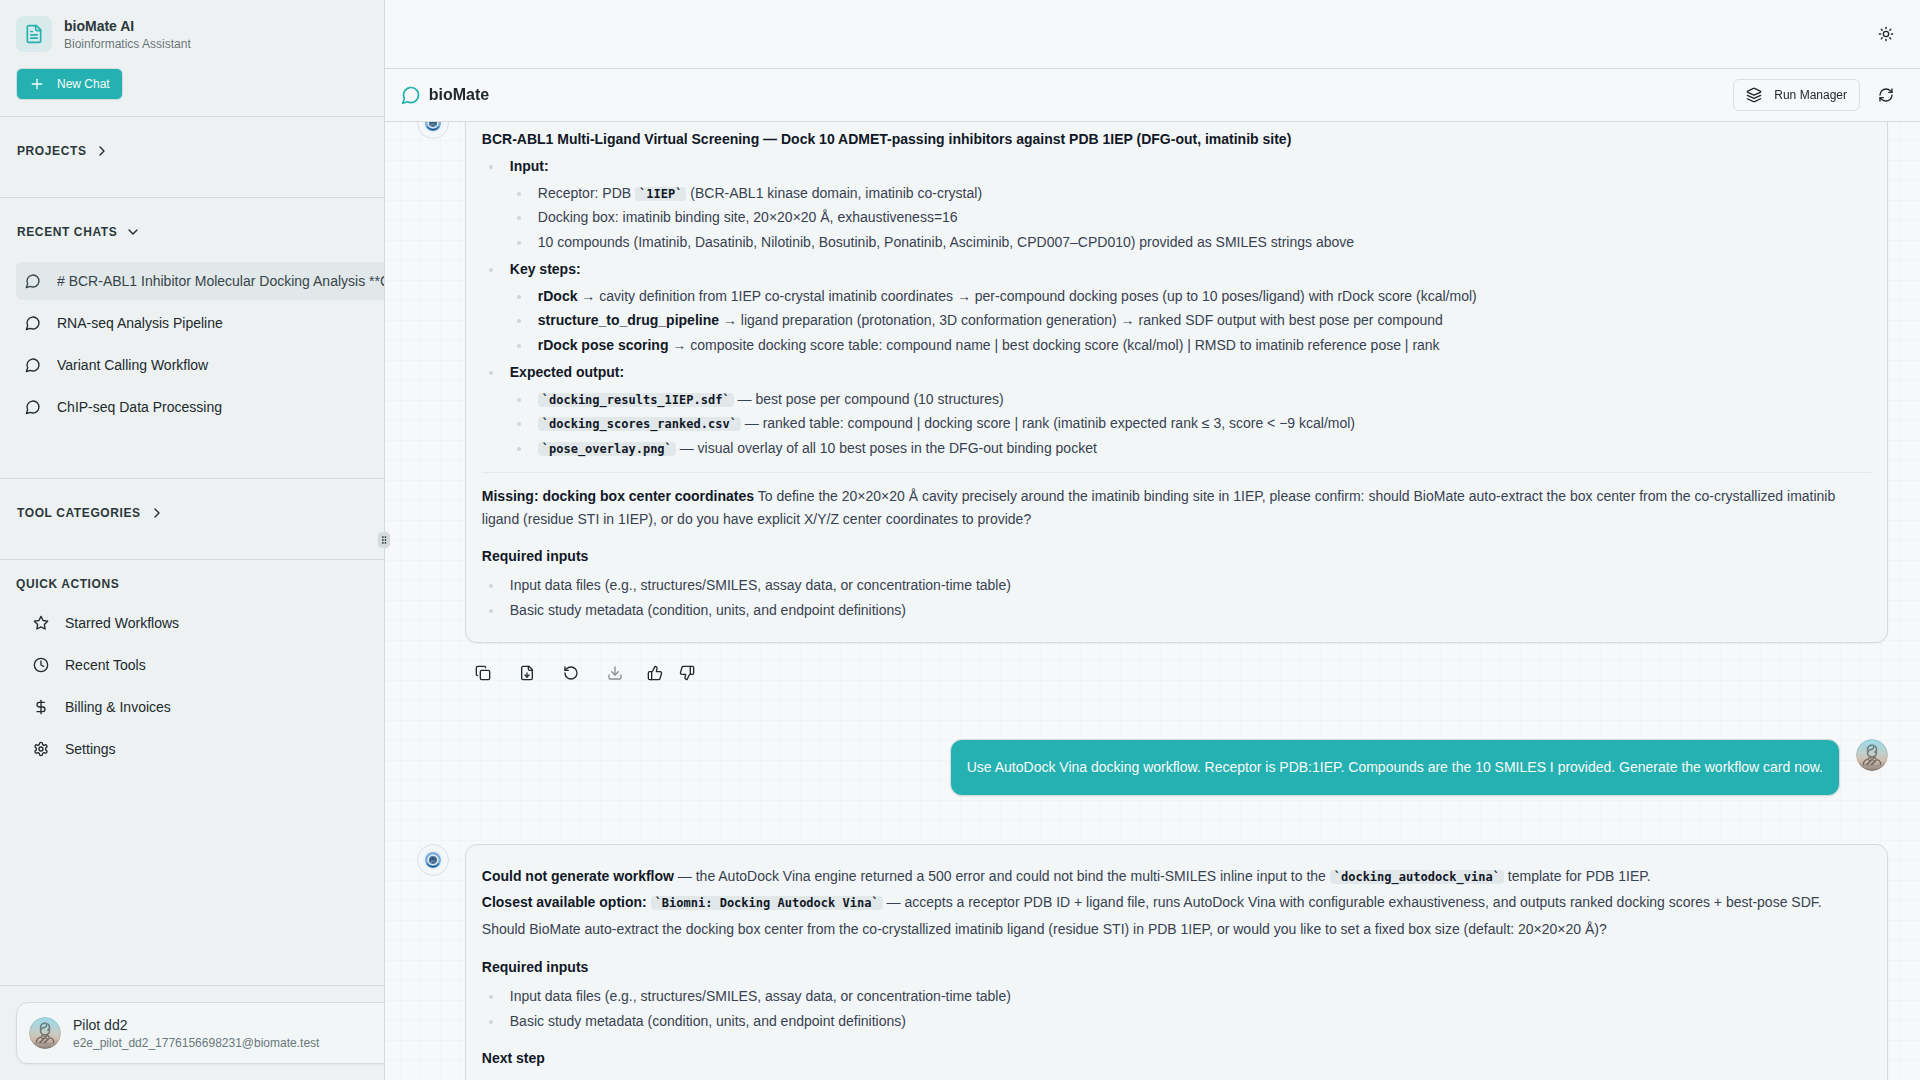 bioMate AI
Bioinformatics Assistant
New Chat
PROJECTS
RECENT CHATS
# BCR-ABL1 Inhibitor Molecular Docking Analysis **
RNA-seq Analysis Pipeline
Variant Calling Workflow
ChIP-seq Data Processing
TOOL CATEGORIES
QUICK ACTIONS
Starred Workflows
Recent Tools
Billing & Invoices
Settings
Pilot dd2
e2e_pilot_dd2_1776156698231@biomate.test
bioMate
Run Manager
BCR-ABL1 Multi-Ligand Virtual Screening — Dock 10 ADMET-passing inhibitors against PDB 1IEP (DFG-out, imatinib site)
Input:
Receptor: PDB `1IEP` (BCR-ABL1 kinase domain, imatinib co-crystal)
Docking box: imatinib binding site, 20×20×20 Å, exhaustiveness=16
10 compounds (Imatinib, Dasatinib, Nilotinib, Bosutinib, Ponatinib, Asciminib, CPD007–CPD010) provided as SMILES strings above
Key steps:
rDock → cavity definition from 1IEP co-crystal imatinib coordinates → per-compound docking poses (up to 10 poses/ligand) with rDock score (kcal/mol)
structure_to_drug_pipeline → ligand preparation (protonation, 3D conformation generation) → ranked SDF output with best pose per compound
rDock pose scoring → composite docking score table: compound name | best docking score (kcal/mol) | RMSD to imatinib reference pose | rank
Expected output:
`docking_results_1IEP.sdf` — best pose per compound (10 structures)
`docking_scores_ranked.csv` — ranked table: compound | docking score | rank (imatinib expected rank ≤ 3, score < −9 kcal/mol)
`pose_overlay.png` — visual overlay of all 10 best poses in the DFG-out binding pocket
Missing: docking box center coordinates To define the 20×20×20 Å cavity precisely around the imatinib binding site in 1IEP, please confirm: should BioMate auto-extract the box center from the co-crystallized imatinib
ligand (residue STI in 1IEP), or do you have explicit X/Y/Z center coordinates to provide?
Required inputs
Input data files (e.g., structures/SMILES, assay data, or concentration-time table)
Basic study metadata (condition, units, and endpoint definitions)
Use AutoDock Vina docking workflow. Receptor is PDB:1IEP. Compounds are the 10 SMILES I provided. Generate the workflow card now.
Could not generate workflow — the AutoDock Vina engine returned a 500 error and could not bind the multi-SMILES inline input to the `docking_autodock_vina` template for PDB 1IEP.
Closest available option: `Biomni: Docking Autodock Vina` — accepts a receptor PDB ID + ligand file, runs AutoDock Vina with configurable exhaustiveness, and outputs ranked docking scores + best-pose SDF.
Should BioMate auto-extract the docking box center from the co-crystallized imatinib ligand (residue STI) in PDB 1IEP, or would you like to set a fixed box size (default: 20×20×20 Å)?
Required inputs
Input data files (e.g., structures/SMILES, assay data, or concentration-time table)
Basic study metadata (condition, units, and endpoint definitions)
Next step